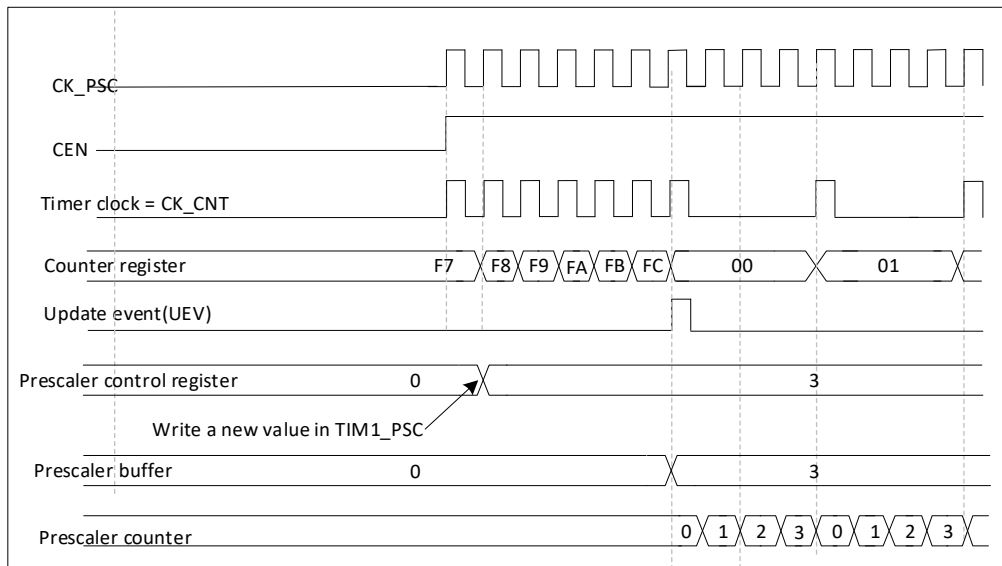 CK_PSC
CEN
Timer clock = CK_CNT
Counter register F7 F8 F9 FA FB FC 00 01
Update event(UEV)
Prescaler control register 0 3
Write a new value in TIM1_PSC
Prescaler buffer 0 3
Prescaler counter 0 1 2 3 0 1 2 3